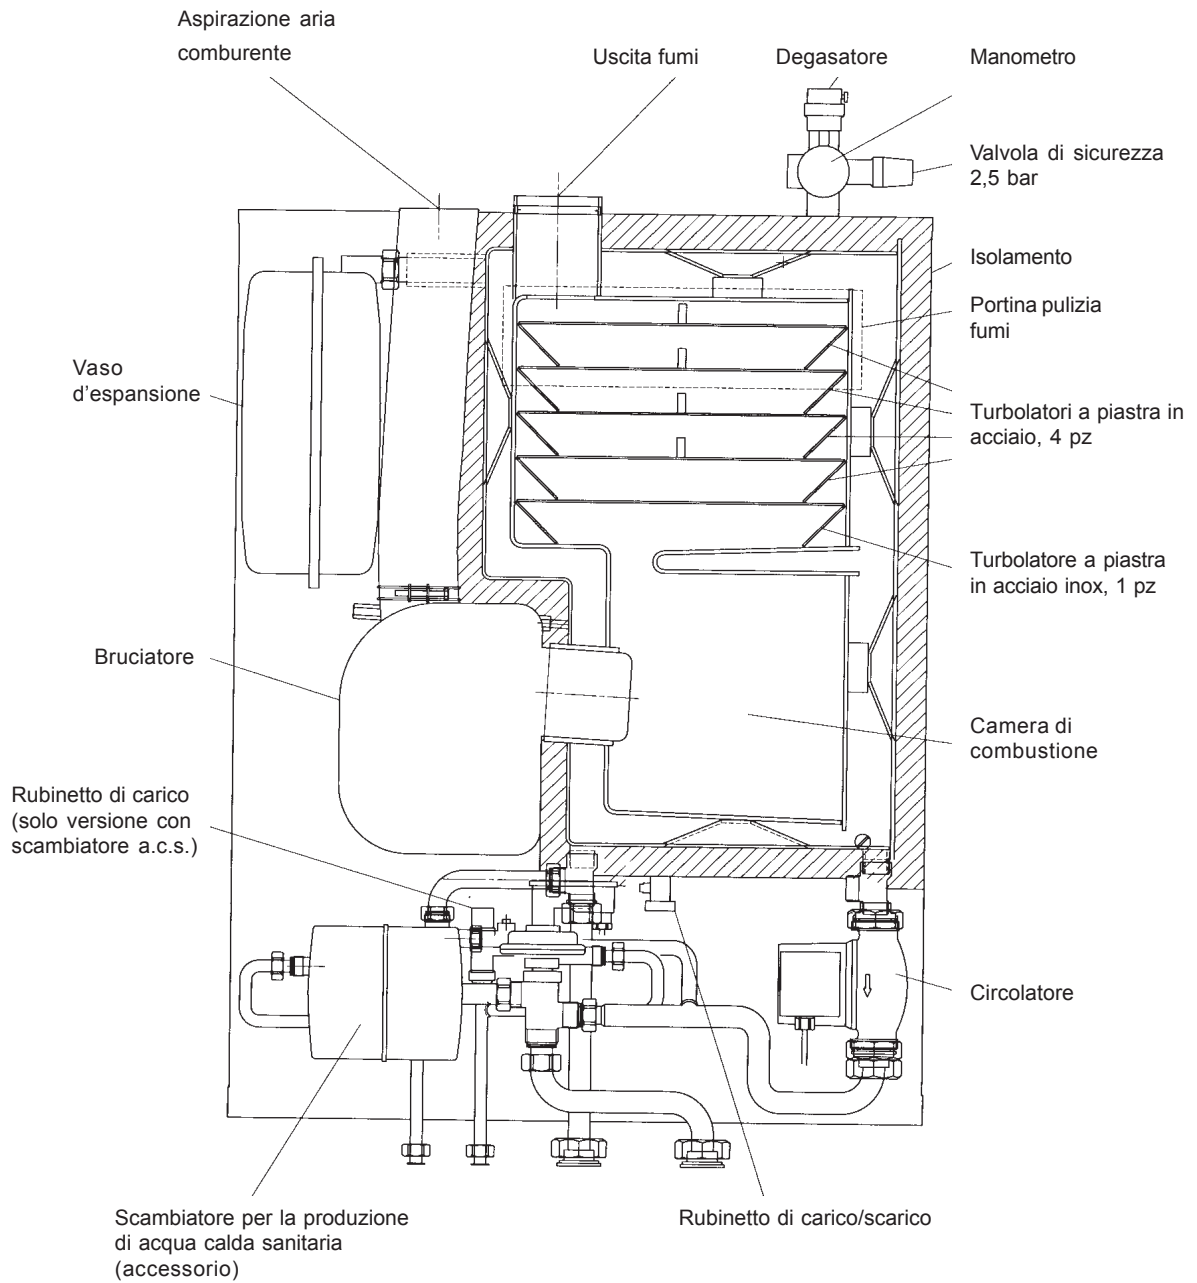 Aspirazione aria
comburente
Uscita fumi
Degasatore
Manometro
Valvola di sicurezza
2,5 bar
Isolamento
Portina pulizia
fumi
Vaso
d'espansione
Turbolatori a piastra in
acciaio, 4 pz
Turbolatore a piastra
in acciaio inox, 1 pz
Bruciatore
Camera di
combustione
Rubinetto di carico
(solo versione con
scambiatore a.c.s.)
Circolatore
Scambiatore per la produzione
di acqua calda sanitaria
(accessorio)
Rubinetto di carico/scarico